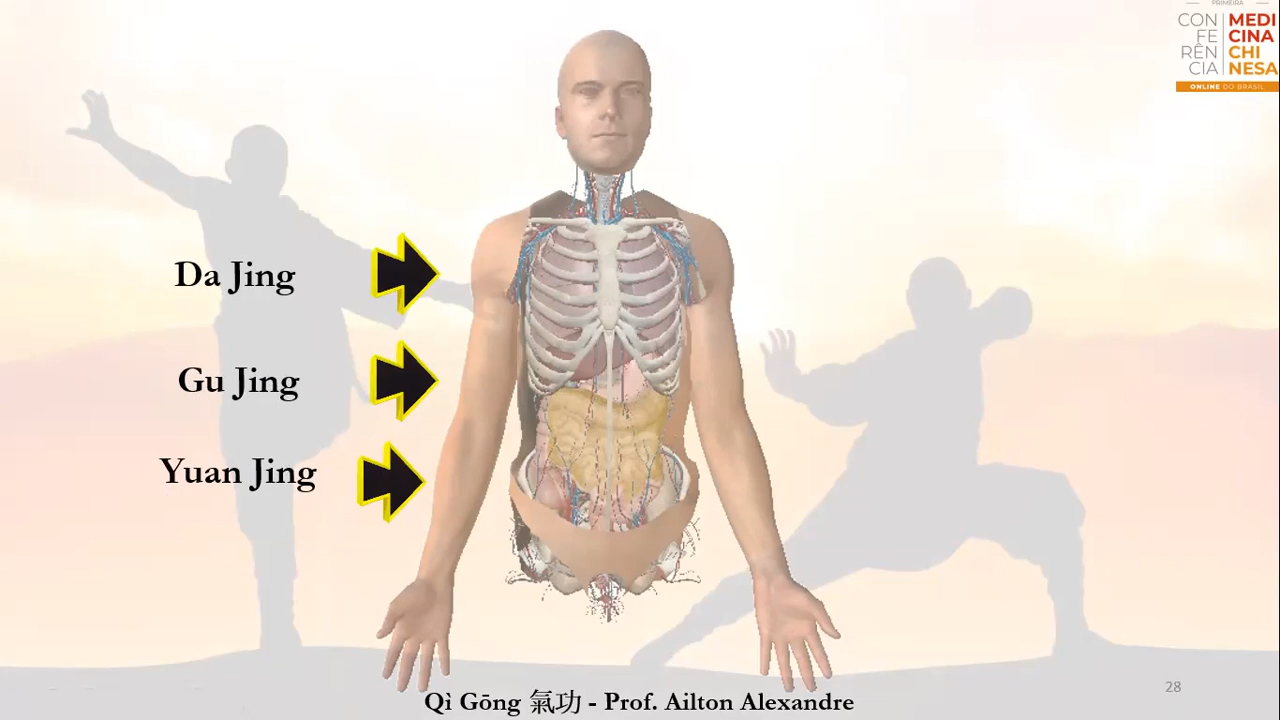 PRIMEIRA
CON
FE
RÊN
CIA
MEDI
CINA
CHI
NESA
ONLINE DO BRASIL
Da Jing
Gu Jing
Yuan Jing
28
Qì Gōng 氣功 - Prof. Ailton Alexandre